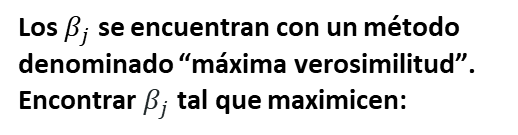 Los βⱼ se encuentran con un método
denominado “máxima verosimilitud”.
Encontrar βⱼ tal que maximicen: